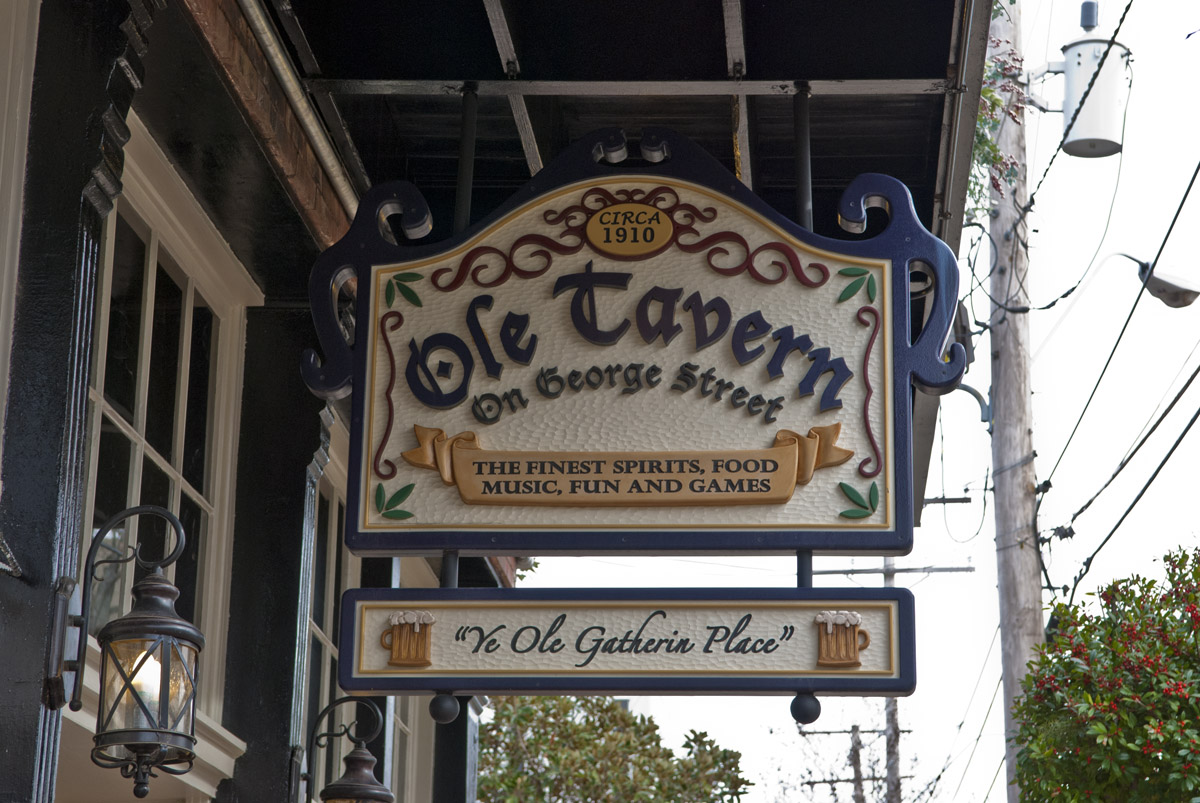 CIRCA
1910
Ole Tavern
On George Street
THE FINEST SPIRITS, FOOD
MUSIC, FUN AND GAMES
"Ye Ole Gatherin Place"